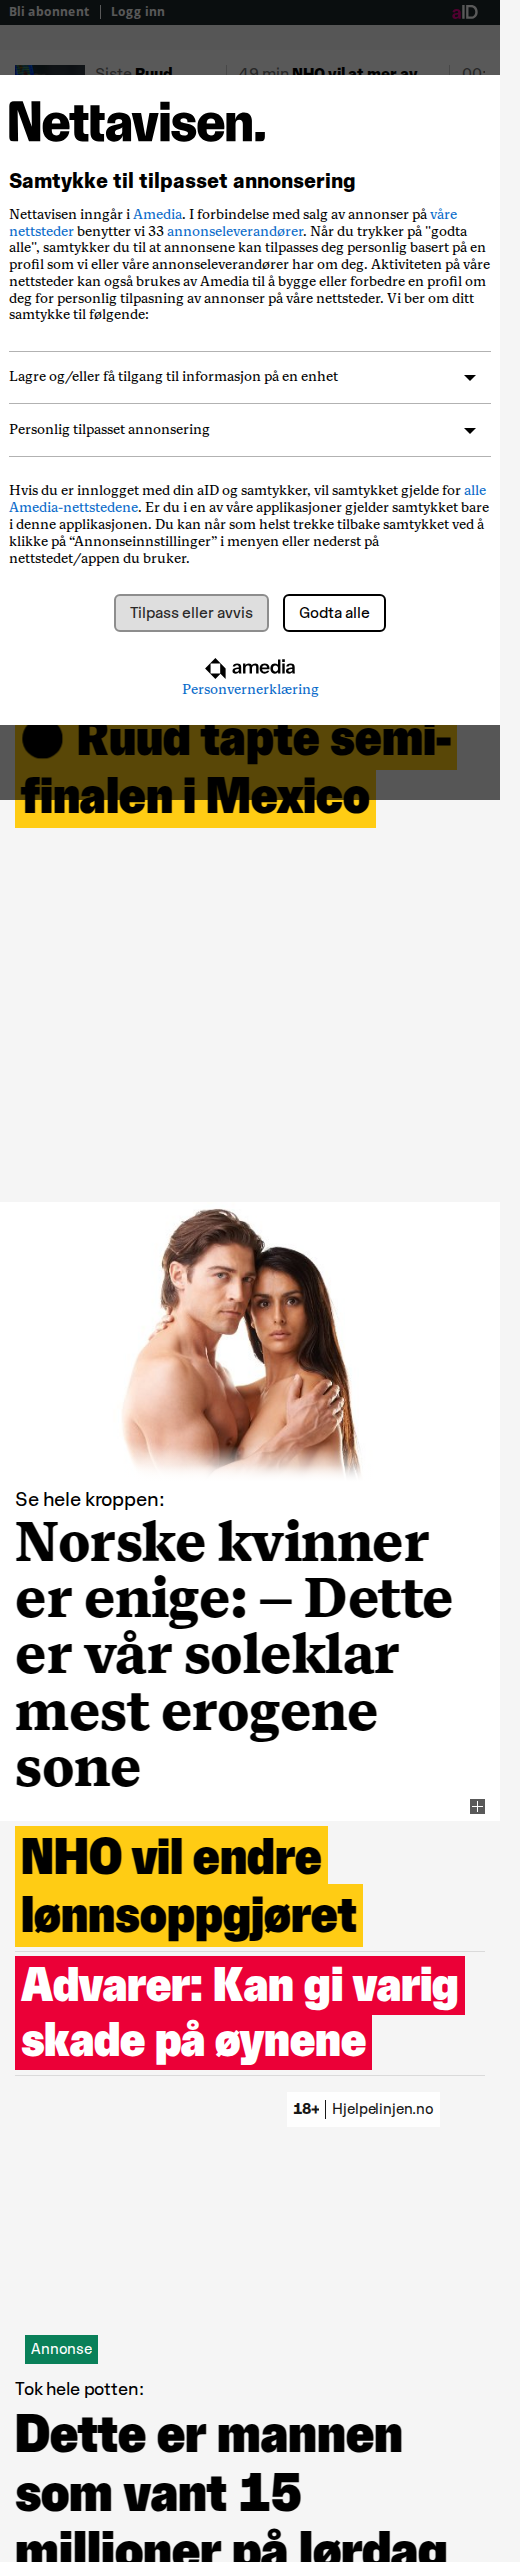 Bli abonnent | Logg inn
aID
Siste Ruud
49 min NHO vil at mer av
00:
Nettavisen.
Samtykke til tilpasset annonsering
Nettavisen inngår i Amedia. I forbindelse med salg av annonser på våre
nettsteder benytter vi 33 annonseleverandører. Når du trykker på "godta
alle", samtykker du til at annonsene kan tilpasses deg personlig basert på en
profil som vi eller våre annonseleverandører har om deg. Aktiviteten på våre
nettsteder kan også brukes av Amedia til å bygge eller forbedre en profil om
deg for personlig tilpasning av annonser på våre nettsteder. Vi ber om ditt
samtykke til følgende:
Lagre og/eller få tilgang til informasjon på en enhet
Personlig tilpasset annonsering
Hvis du er innlogget med din aID og samtykker, vil samtykket gjelde for alle
Amedia-nettstedene. Er du i en av våre applikasjoner gjelder samtykket bare
i denne applikasjonen. Du kan når som helst trekke tilbake samtykket ved å
klikke på “Annonseinnstillinger” i menyen eller nederst på
nettstedet/appen du bruker.
Tilpass eller avvis
Godta alle
amedia
Personvernerklæring
Ruud tapte semi-
finalen i Mexico
Se hele kroppen:
Norske kvinner
er enige: – Dette
er vår soleklar
mest erogene
sone
NHO vil endre
lønnsoppgjøret
Advarer: Kan gi varig
skade på øynene
18+ | Hjelpelinjen.no
Annonse
Tok hele potten:
Dette er mannen
som vant 15
millioner på lørdag